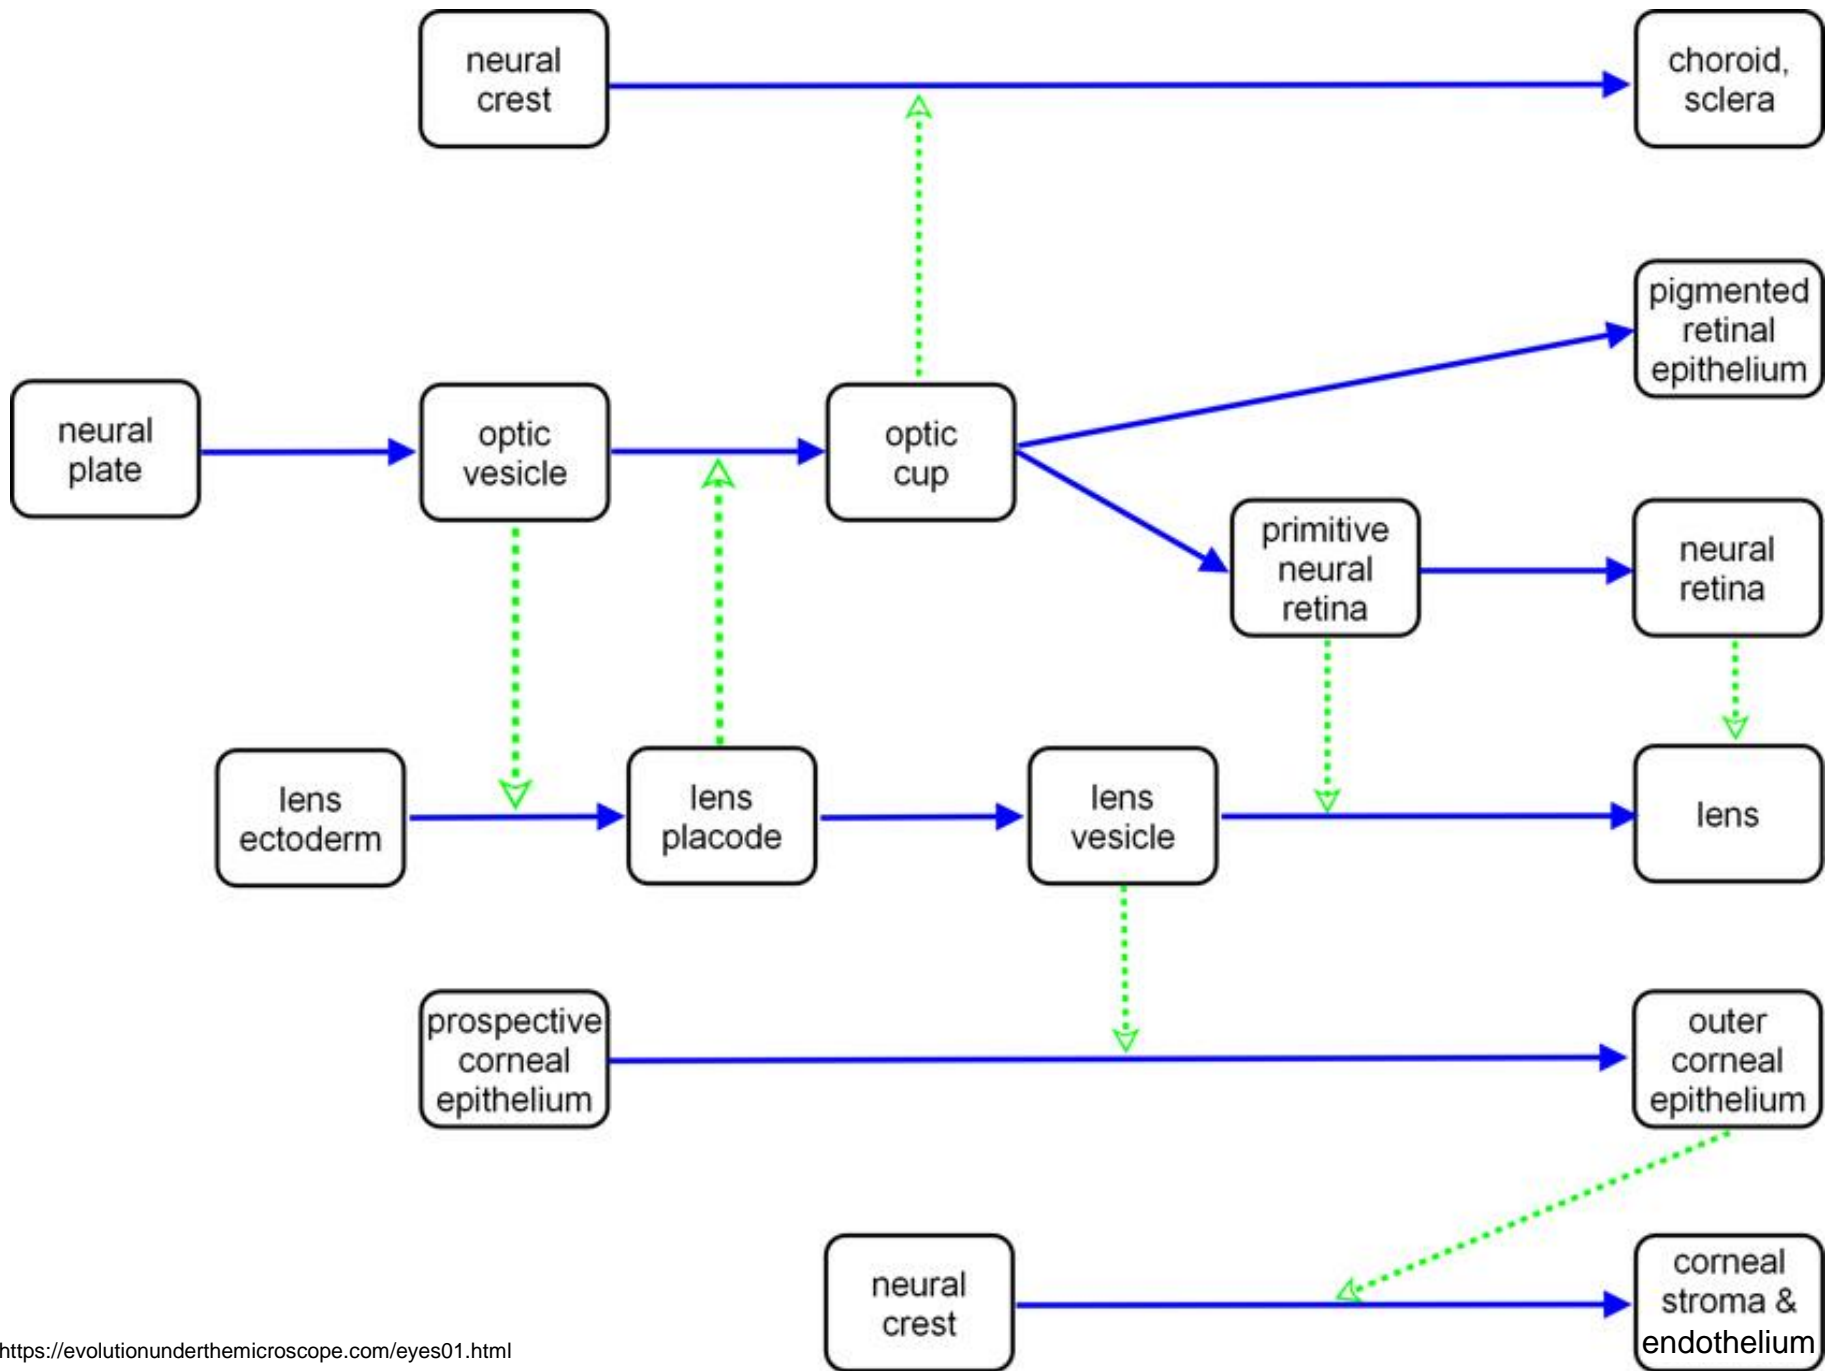 neural
crest
choroid,
sclera
pigmented
retinal
epithelium
neural
plate
optic
vesicle
optic
cup
primitive
neural
retina
neural
retina
lens
ectoderm
lens
placode
lens
vesicle
lens
prospective
corneal
epithelium
outer
corneal
epithelium
neural
crest
corneal
stroma &
endothelium
https://evolutionunderthemicroscope.com/eyes01.html